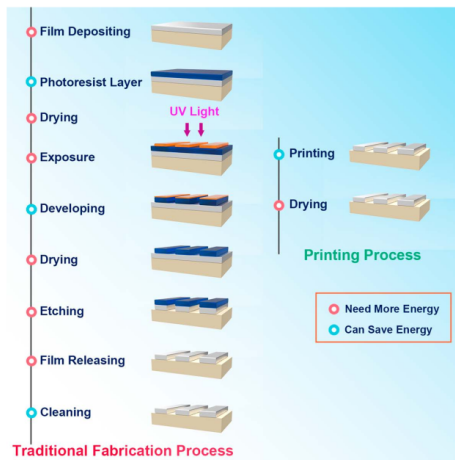 Film Depositing
Photoresist Layer
Drying
UV Light
Exposure
Developing
Drying
Etching
Film Releasing
Cleaning
Traditional Fabrication Process
Printing
Drying
Printing Process
Need More Energy
Can Save Energy